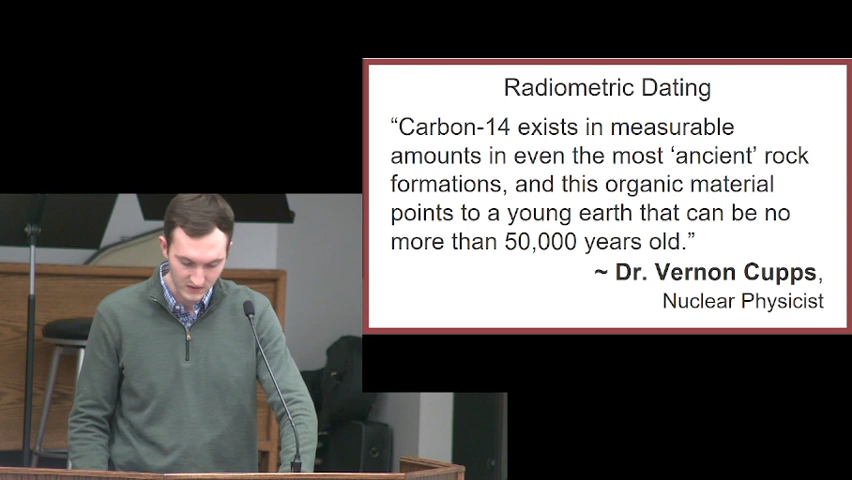 Radiometric Dating
“Carbon-14 exists in measurable
amounts in even the most ‘ancient’ rock
formations, and this organic material
points to a young earth that can be no
more than 50,000 years old.”
~ Dr. Vernon Cupps,
Nuclear Physicist